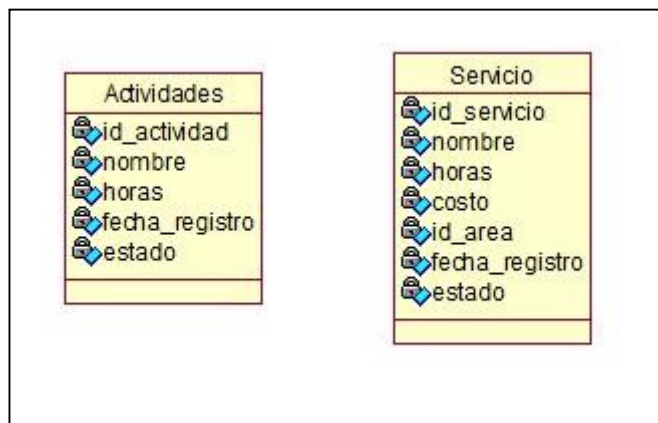 Actividades
id_actividad
nombre
horas
fecha_registro
estado
Servicio
id_servicio
nombre
horas
costo
id_area
fecha_registro
estado